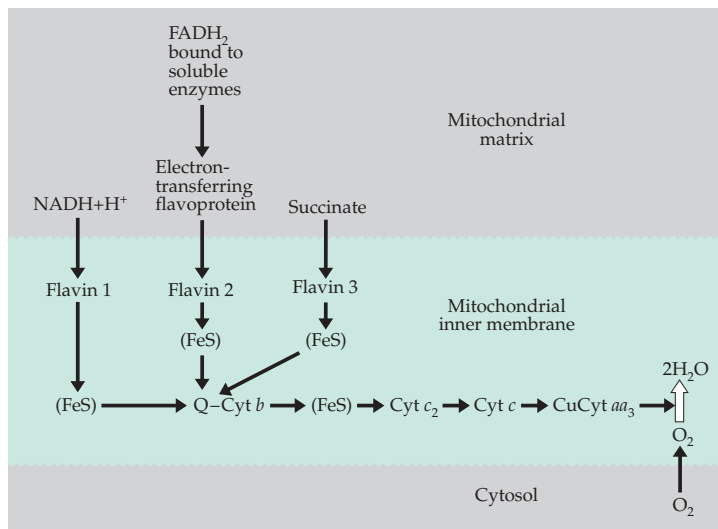 FADH₂
bound to
soluble
enzymes
Mitochondrial
matrix
Electron-
transferring
flavoprotein
NADH+H⁺
Succinate
Flavin 1
Flavin 2
Flavin 3
Mitochondrial
inner membrane
(FeS)
(FeS)
2H₂O
(FeS)
Q–Cyt b
(FeS)
Cyt c₂
Cyt c
CuCyt aa₃
O₂
Cytosol
O₂